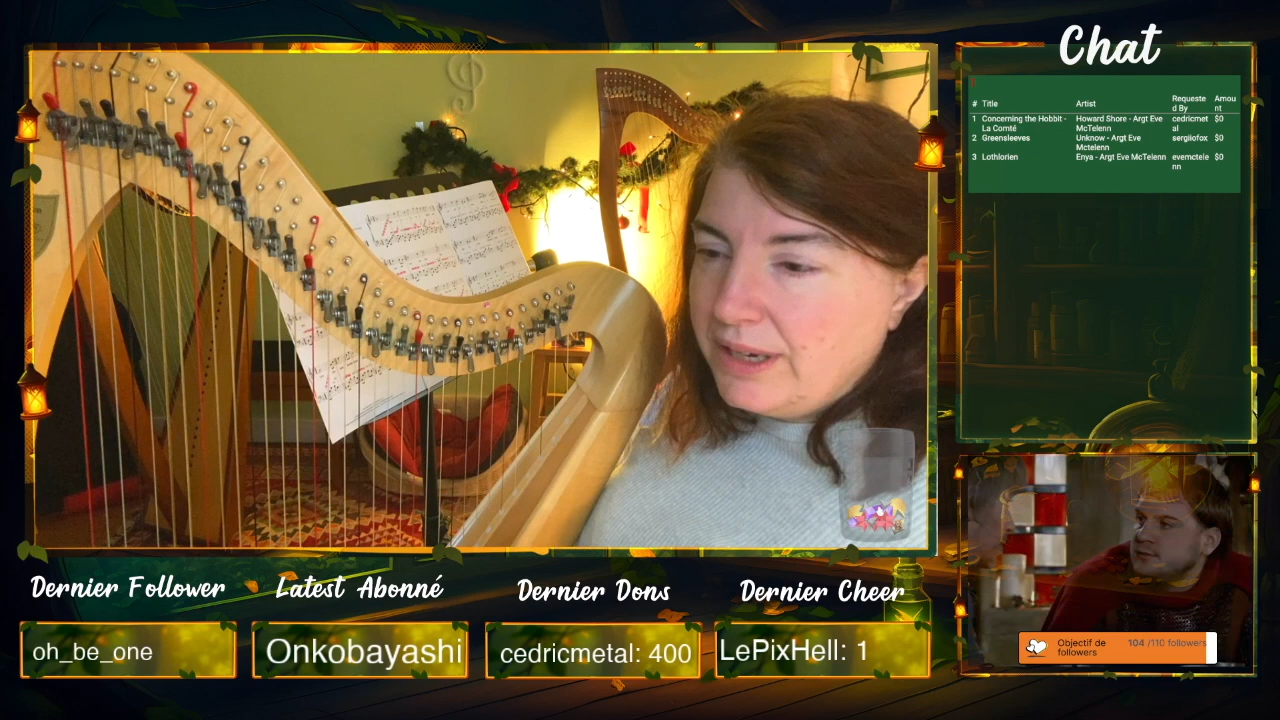 Chat
# Title Artist Requeste Amou
d By nt
1 Concerning the Hobbit - Howard Shore - Argt Eve cedricmet $0
La Comté McTelenn al
2 Greensleeves Unknow - Argt Eve sergiiofox $0
Mctelenn
3 Lothlorien Enya - Argt Eve McTelenn evemctele $0
nn
Objectif de 104 /110 followers
followers
Dernier Follower Latest Abonné Dernier Dons Dernier Cheer
oh_be_one Onkobayashi cedricmetal: 400 LePixHell: 1